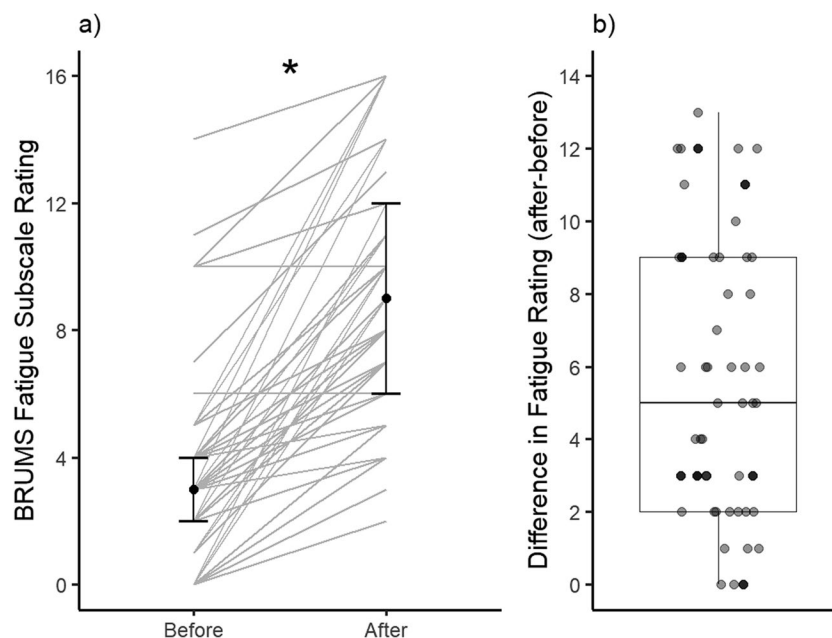 a)
*
BRUMS Fatigue Subscale Rating
16
12
8
4
0
Before After
b)
Difference in Fatigue Rating (after-before)
14
12
10
8
6
4
2
0